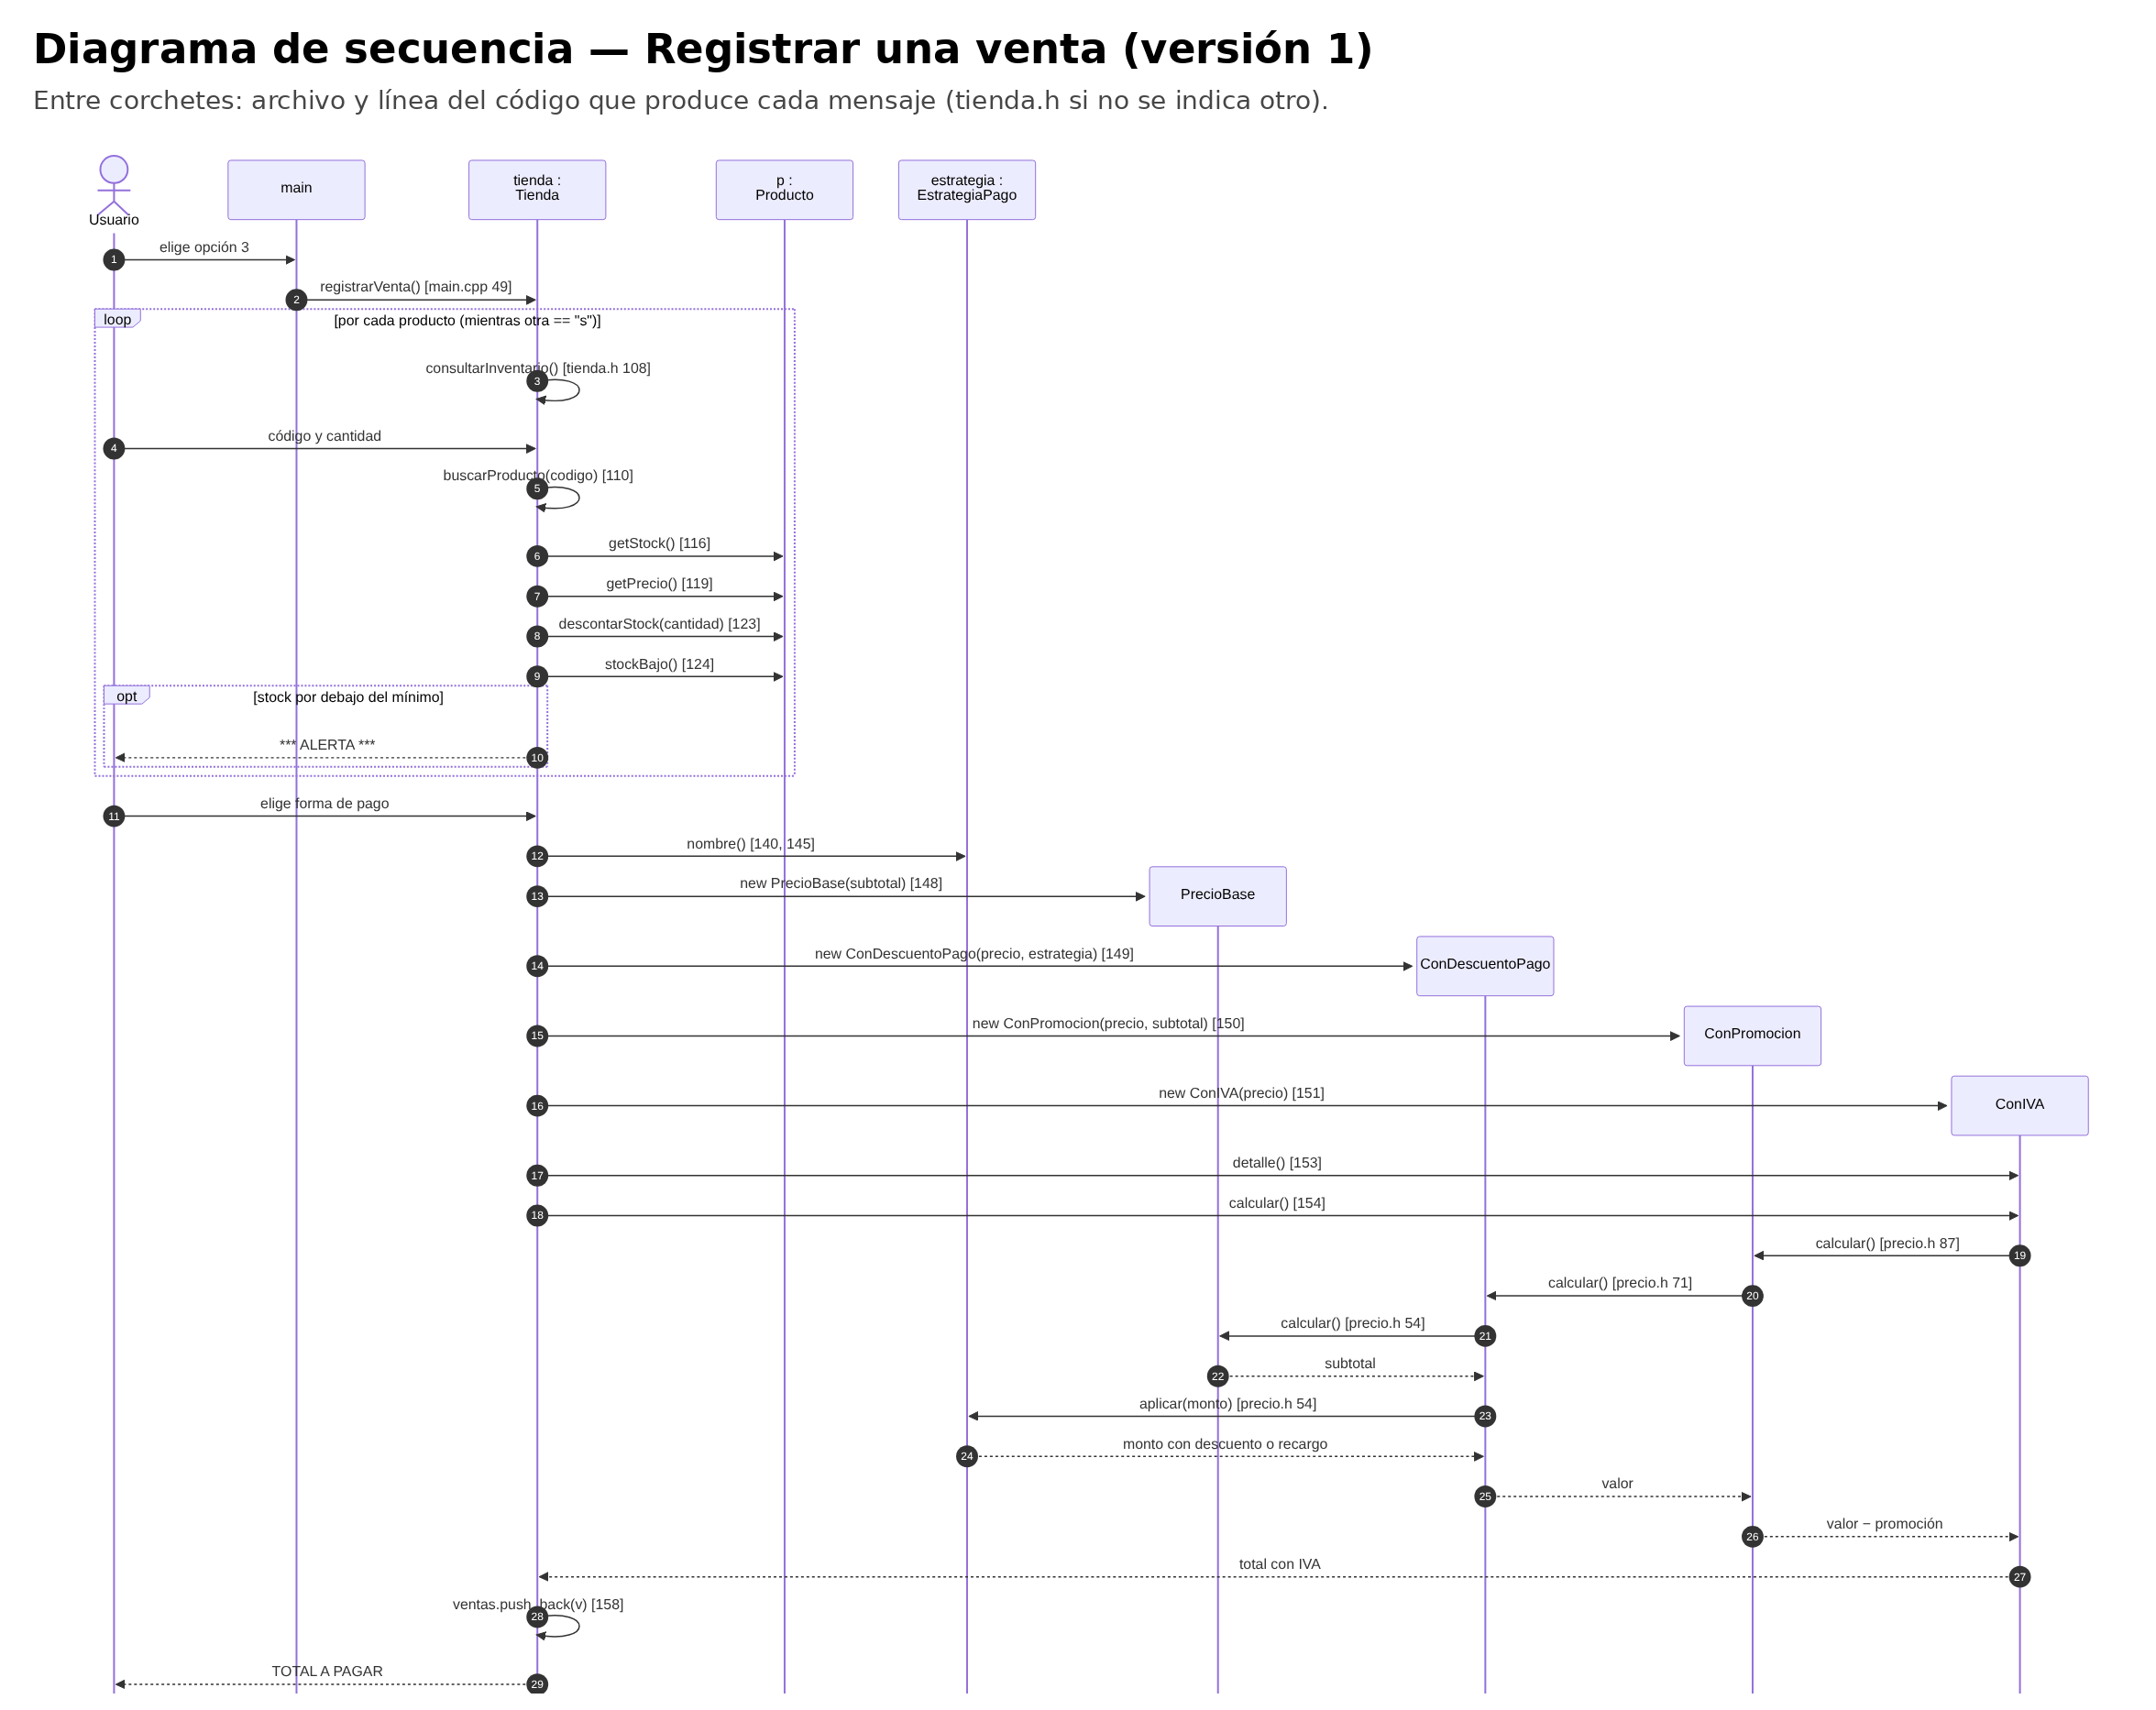 Diagrama de secuencia — Registrar una venta (versión 1)
Entre corchetes: archivo y línea del código que produce cada mensaje (tienda.h si no se indica otro).
Usuario
main
tienda :
Tienda
p :
Producto
estrategia :
EstrategiaPago
1
elige opción 3
2
registrarVenta() [main.cpp 49]
loop
[por cada producto (mientras otra == "s")]
consultarInventario() [tienda.h 108]
3
código y cantidad
4
buscarProducto(codigo) [110]
5
getStock() [116]
6
getPrecio() [119]
7
descontarStock(cantidad) [123]
8
stockBajo() [124]
9
opt
[stock por debajo del mínimo]
*** ALERTA ***
10
elige forma de pago
11
nombre() [140, 145]
12
new PrecioBase(subtotal) [148]
13
PrecioBase
new ConDescuentoPago(precio, estrategia) [149]
14
ConDescuentoPago
new ConPromocion(precio, subtotal) [150]
15
ConPromocion
new ConIVA(precio) [151]
16
ConIVA
detalle() [153]
17
calcular() [154]
18
calcular() [precio.h 87]
19
calcular() [precio.h 71]
20
calcular() [precio.h 54]
21
subtotal
22
aplicar(monto) [precio.h 54]
23
monto con descuento o recargo
24
valor
25
valor − promoción
26
total con IVA
27
ventas.push_back(v) [158]
28
TOTAL A PAGAR
29